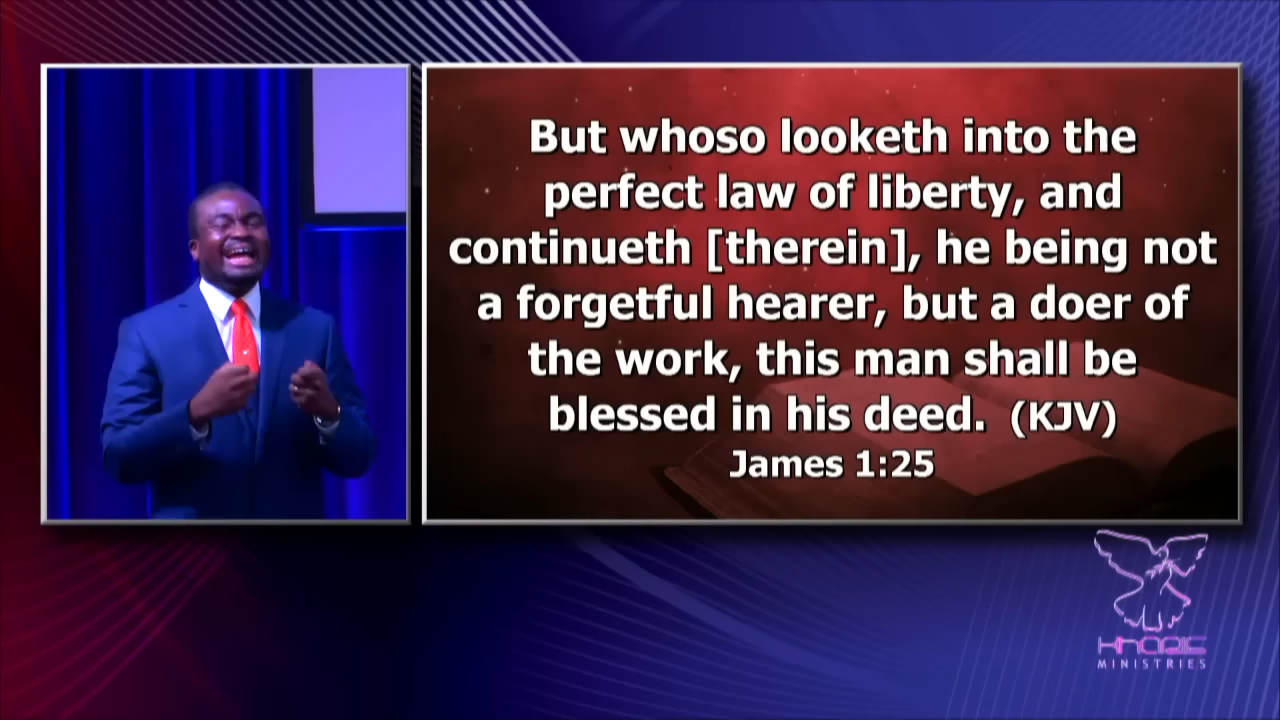 But whoso looketh into the
perfect law of liberty, and
continueth [therein], he being not
a forgetful hearer, but a doer of
the work, this man shall be
blessed in his deed. (KJV)
James 1:25
KHARIS
MINISTRIES